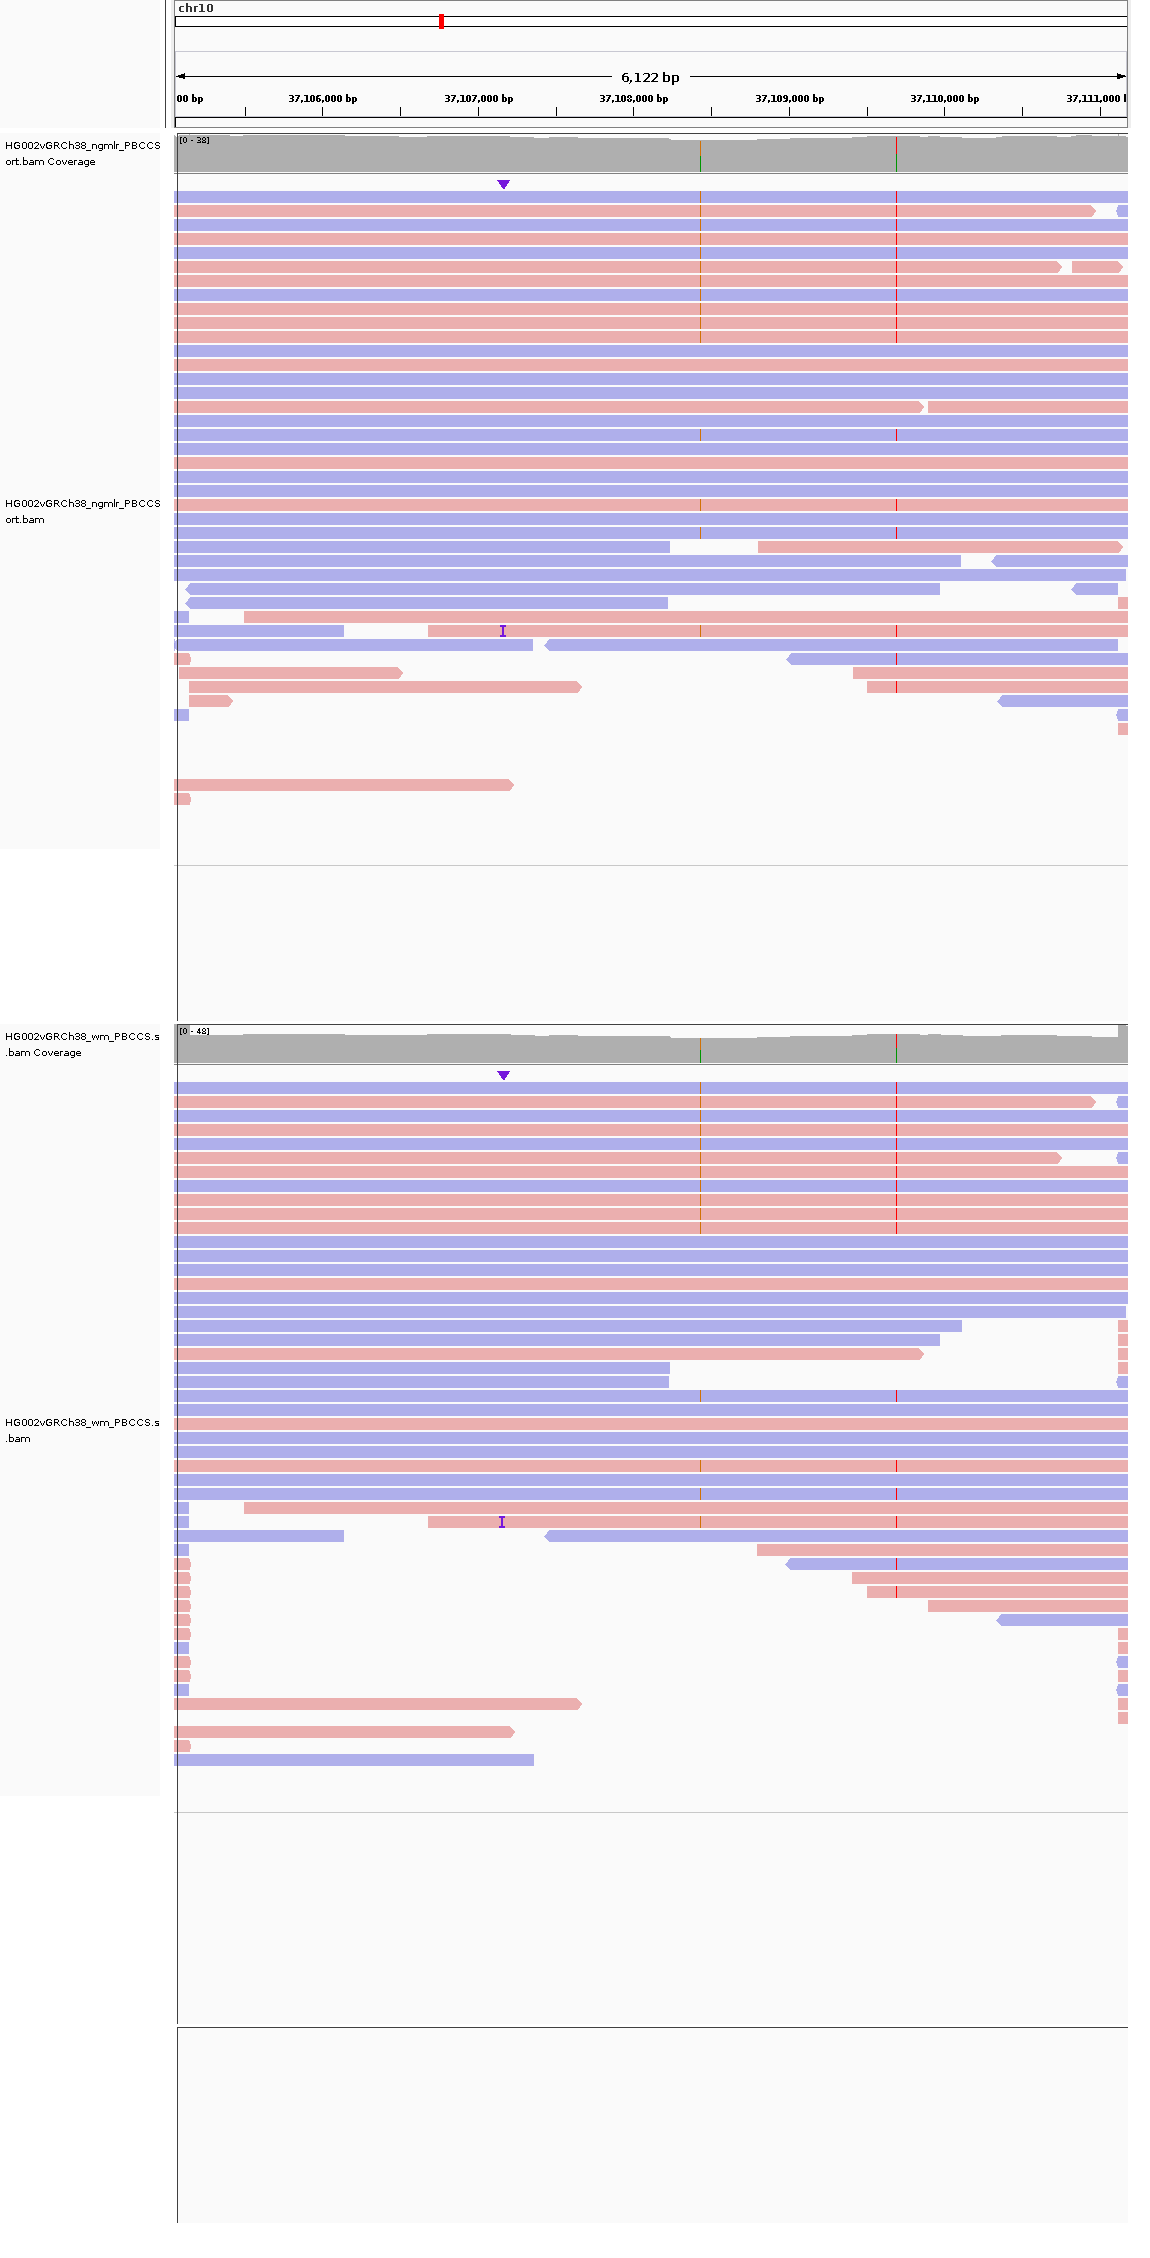 chr10
6,122 bp
00 bp 37,106,000 bp 37,107,000 bp 37,108,000 bp 37,109,000 bp 37,110,000 bp 37,111,000 l
HG002vGRCh38_ngmlr_PBCCS
ort.bam Coverage
[0 - 38]
HG002vGRCh38_ngmlr_PBCCS
ort.bam
HG002vGRCh38_wm_PBCCS.s
.bam Coverage
[0 - 48]
HG002vGRCh38_wm_PBCCS.s
.bam